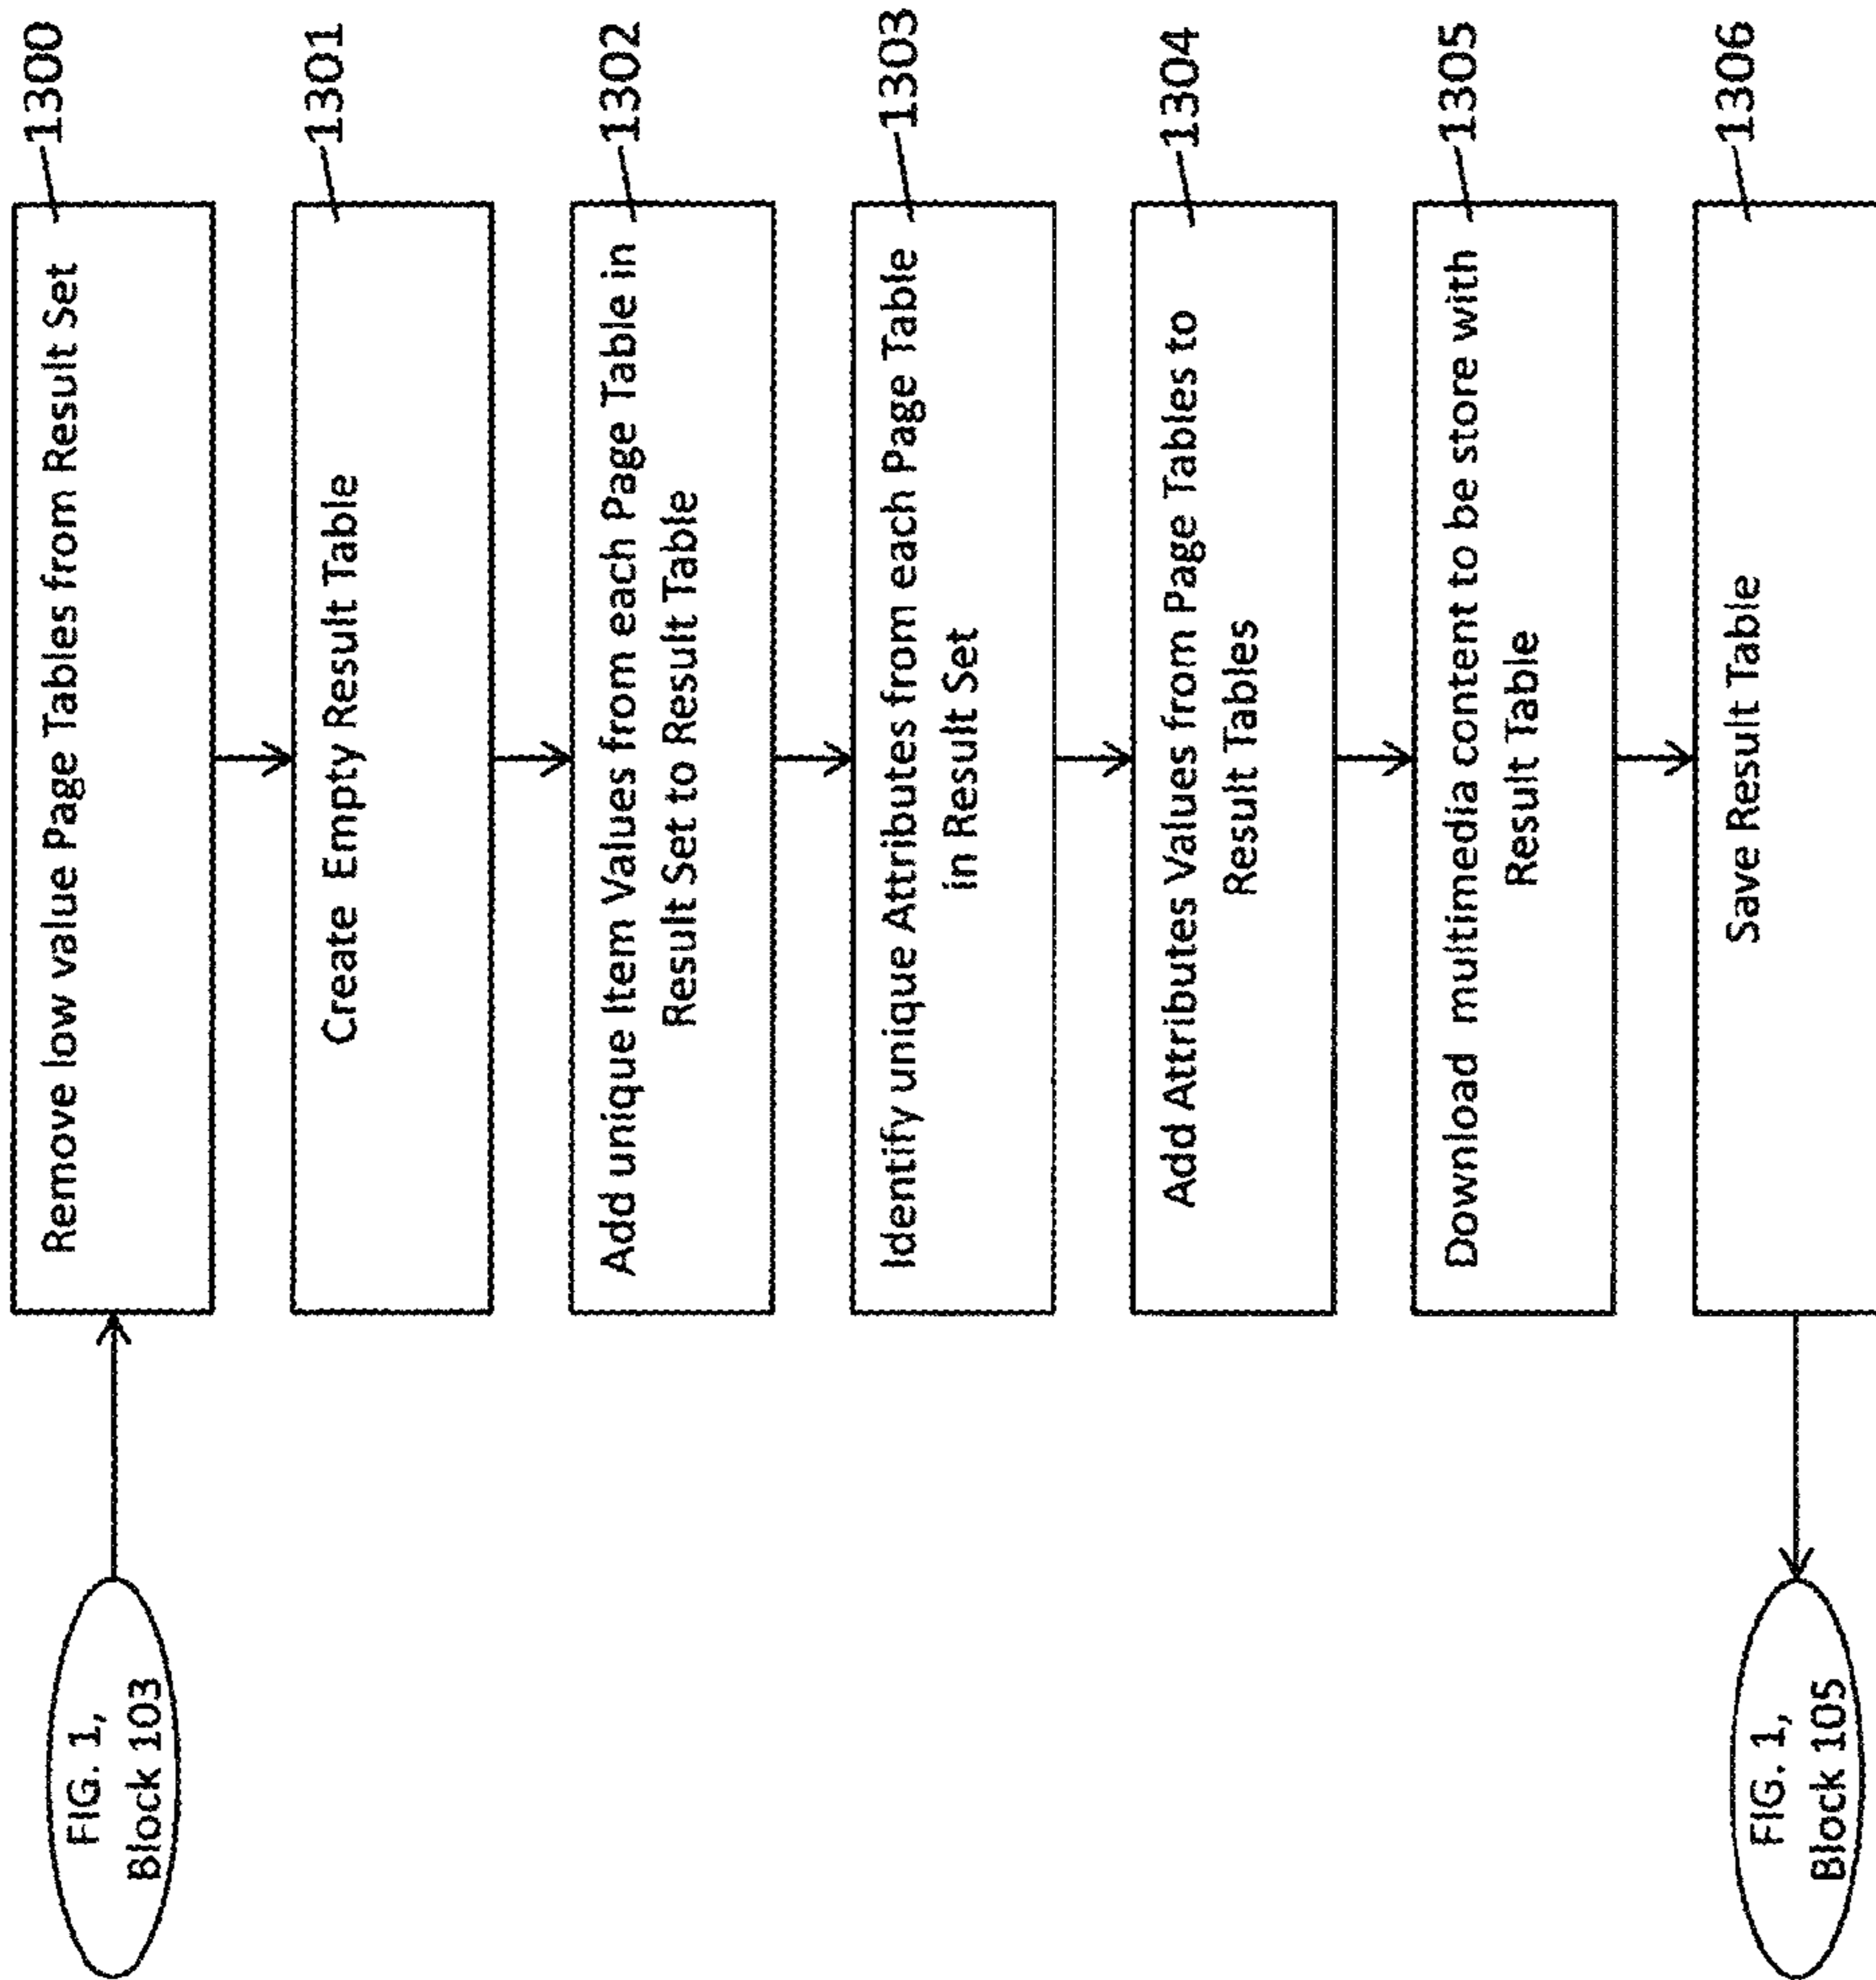 FIG. 1,
Block 103
Remove low value Page Tables from Result Set
1300
Create Empty Result Table
1301
Add unique Item Values from each Page Table in
Result Set to Result Table
1302
Identify unique Attributes from each Page Table
in Result Set
1303
Add Attributes Values from Page Tables to
Result Tables
1304
Download multimedia content to be store with
Result Table
1305
Save Result Table
1306
FIG. 1,
Block 105